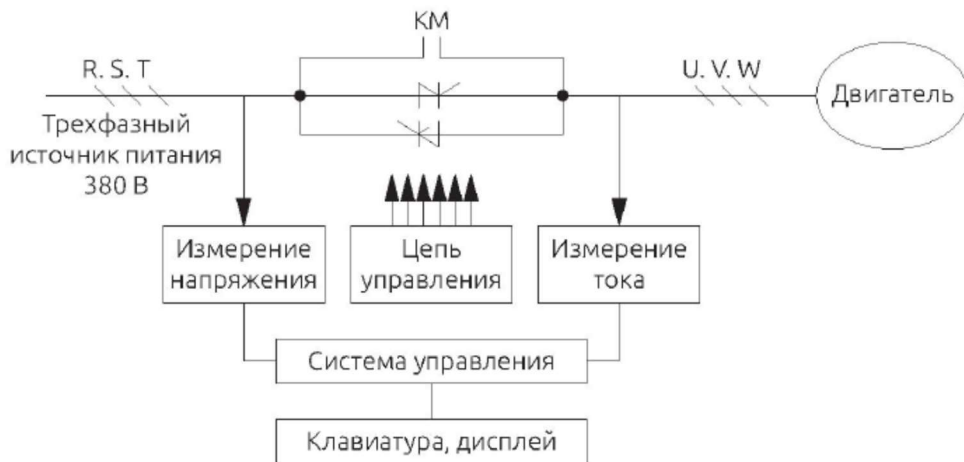 KM
R. S. T
U. V. W
Двигатель
Трехфазный
источник питания
380 В
Измерение
напряжения
Цепь
управления
Измерение
тока
Система управления
Клавиатура, дисплей